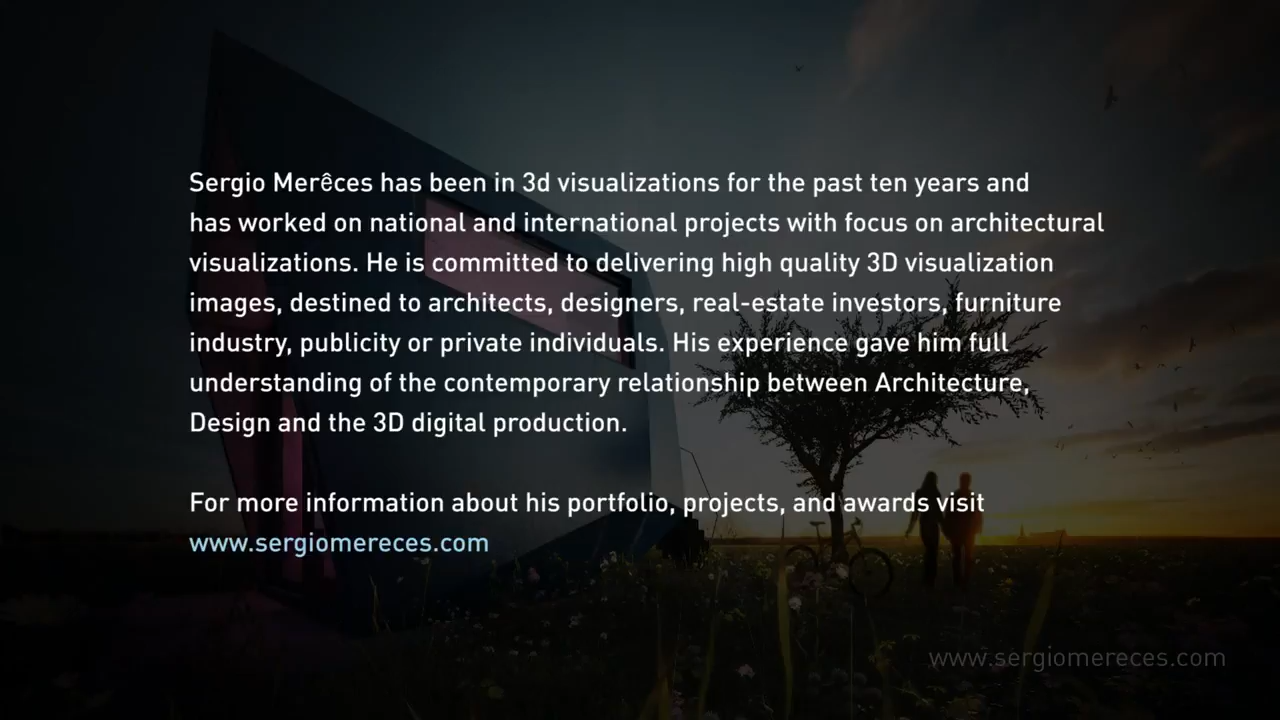 Sergio Merêces has been in 3d visualizations for the past ten years and
has worked on national and international projects with focus on architectural
visualizations. He is committed to delivering high quality 3D visualization
images, destined to architects, designers, real-estate investors, furniture
industry, publicity or private individuals. His experience gave him full
understanding of the contemporary relationship between Architecture,
Design and the 3D digital production.
For more information about his portfolio, projects, and awards visit
www.sergiomereces.com
www.sergiomereces.com